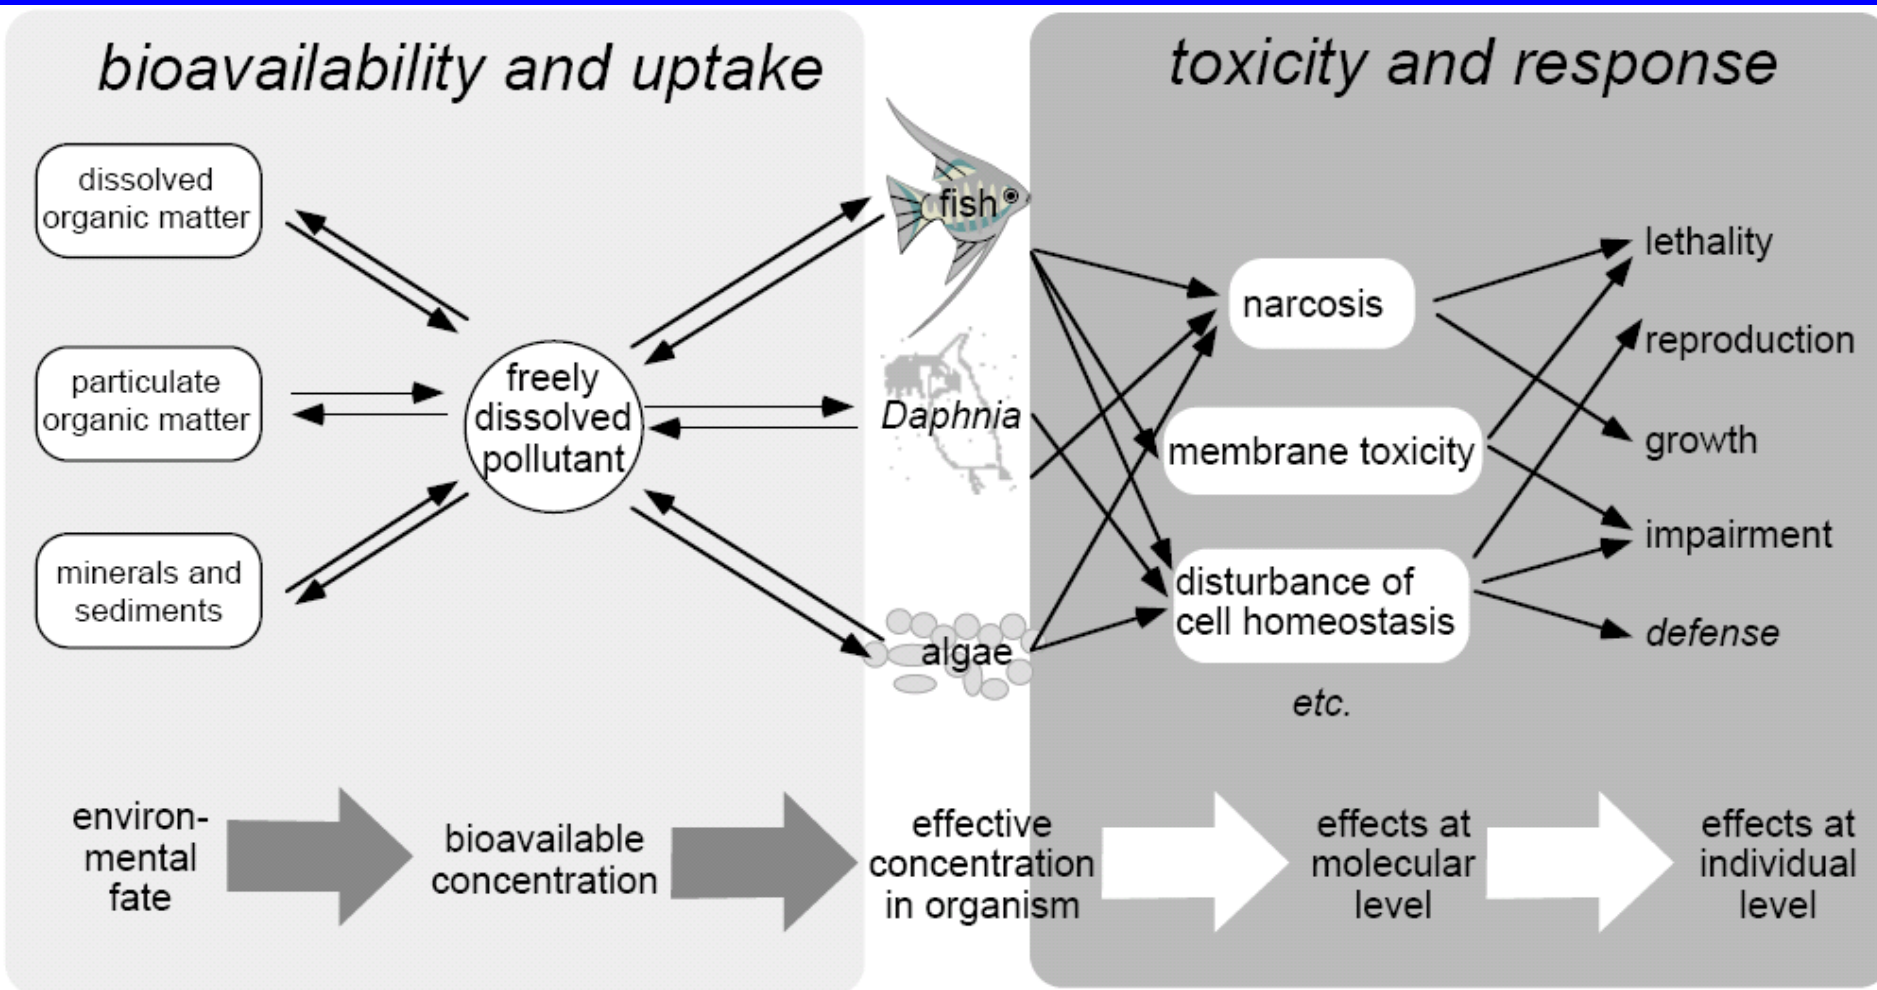 bioavailability and uptake
toxicity and response
dissolved
organic matter
particulate
organic matter
minerals and
sediments
freely
dissolved
pollutant
fish
Daphnia
algae
narcosis
membrane toxicity
disturbance of
cell homeostasis
etc.
lethality
reproduction
growth
impairment
defense
environ-
mental
fate
bioavailable
concentration
effective
concentration
in organism
effects at
molecular
level
effects at
individual
level